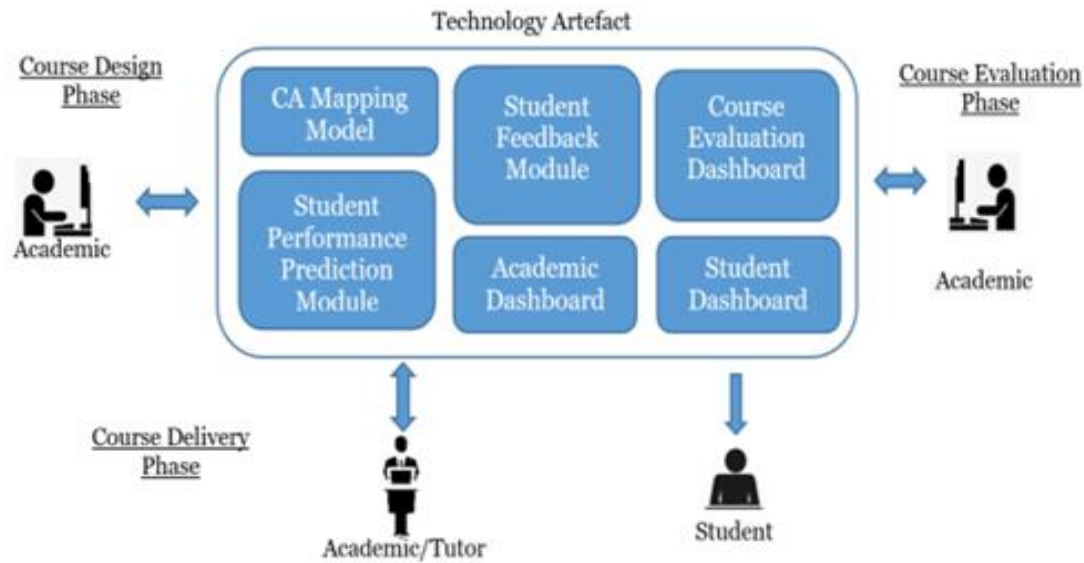 Technology Artefact
Course Design
Phase
Academic
CA Mapping
Model
Student
Performance
Prediction
Module
Student
Feedback
Module
Academic
Dashboard
Course
Evaluation
Dashboard
Student
Dashboard
Course Evaluation
Phase
Academic
Course Delivery
Phase
Academic/Tutor
Student